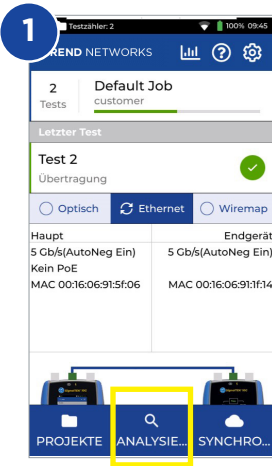 1
Testzähler: 2
100% 09:45
REND NETWORKS
2
Tests
Default Job
customer
Letzter Test
Test 2
Übertragung
Optisch
Ethernet
Wiremap
Haupt
Endgerät
5 Gb/s(AutoNeg Ein)
5 Gb/s(AutoNeg Ein)
Kein PoE
MAC 00:16:06:91:5f:06
MAC 00:16:06:91:1f:14
PROJEKTE
ANALYSIE...
SYNCHRO...